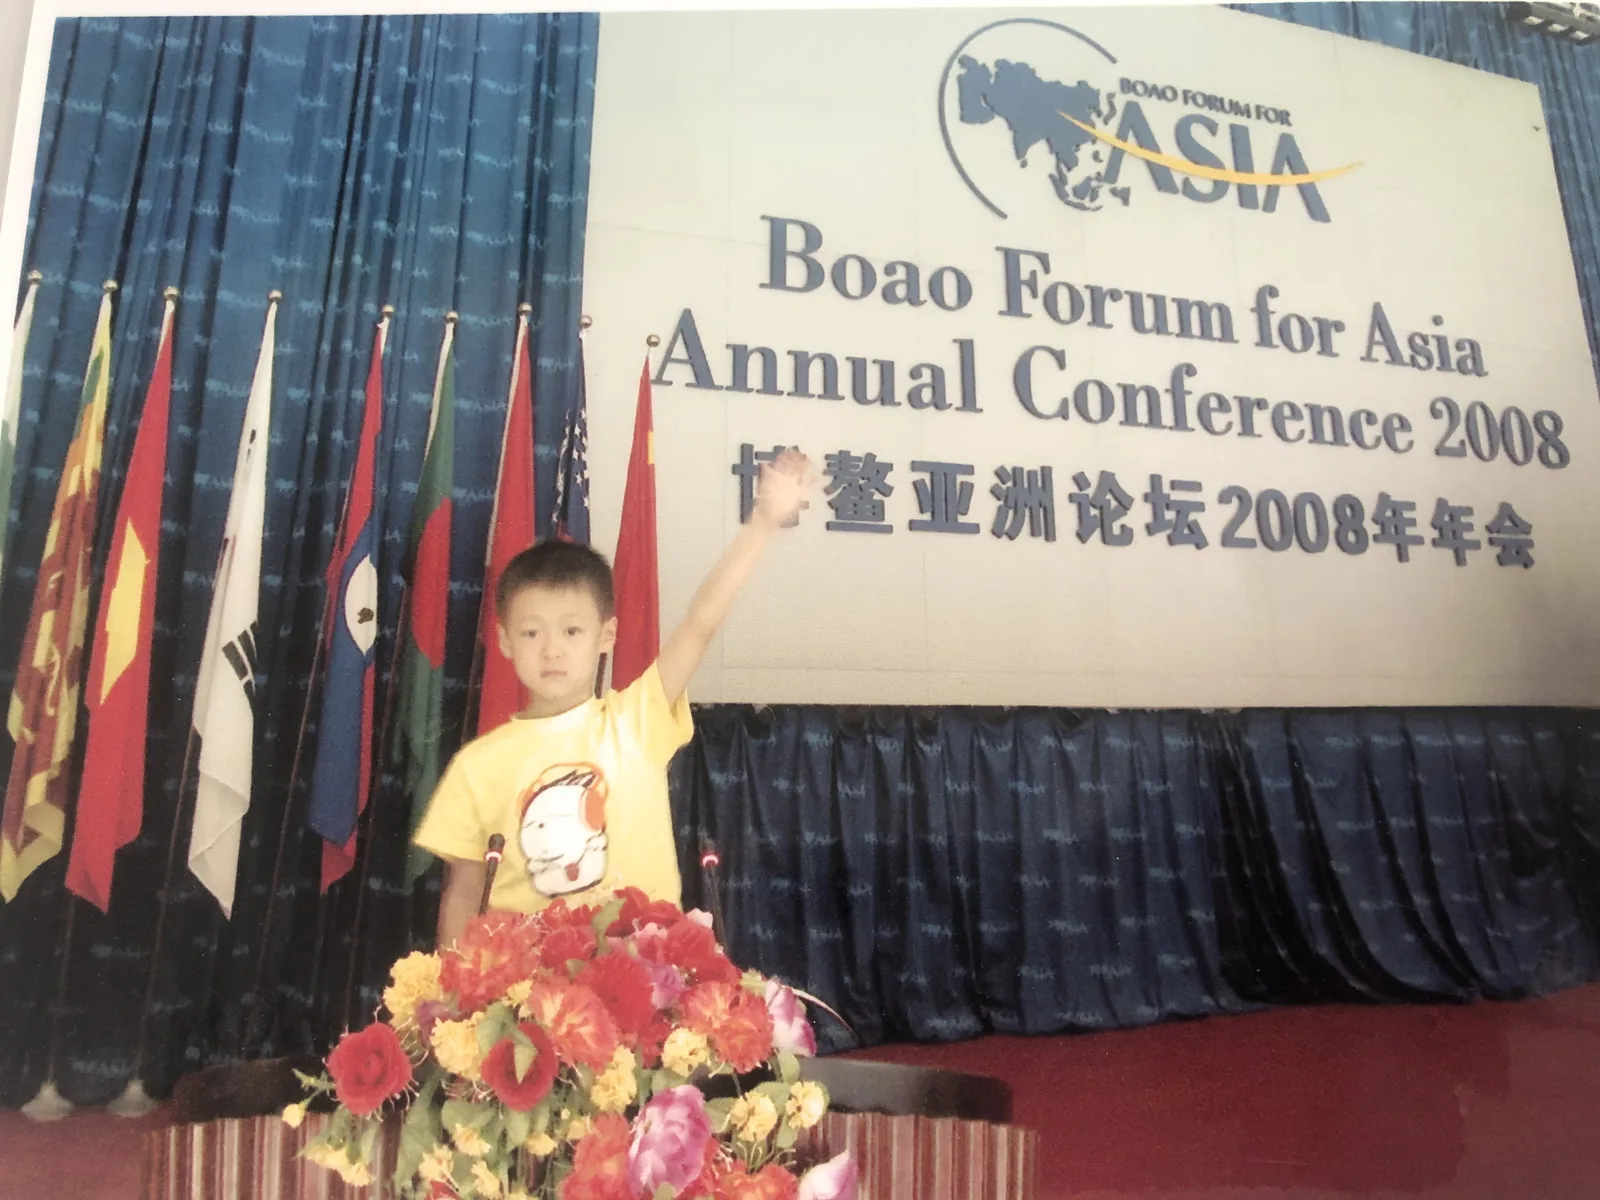 BOAO FORUM FOR
ASIA
Boao Forum for Asia
Annual Conference 2008
博鳌亚洲论坛2008年年会